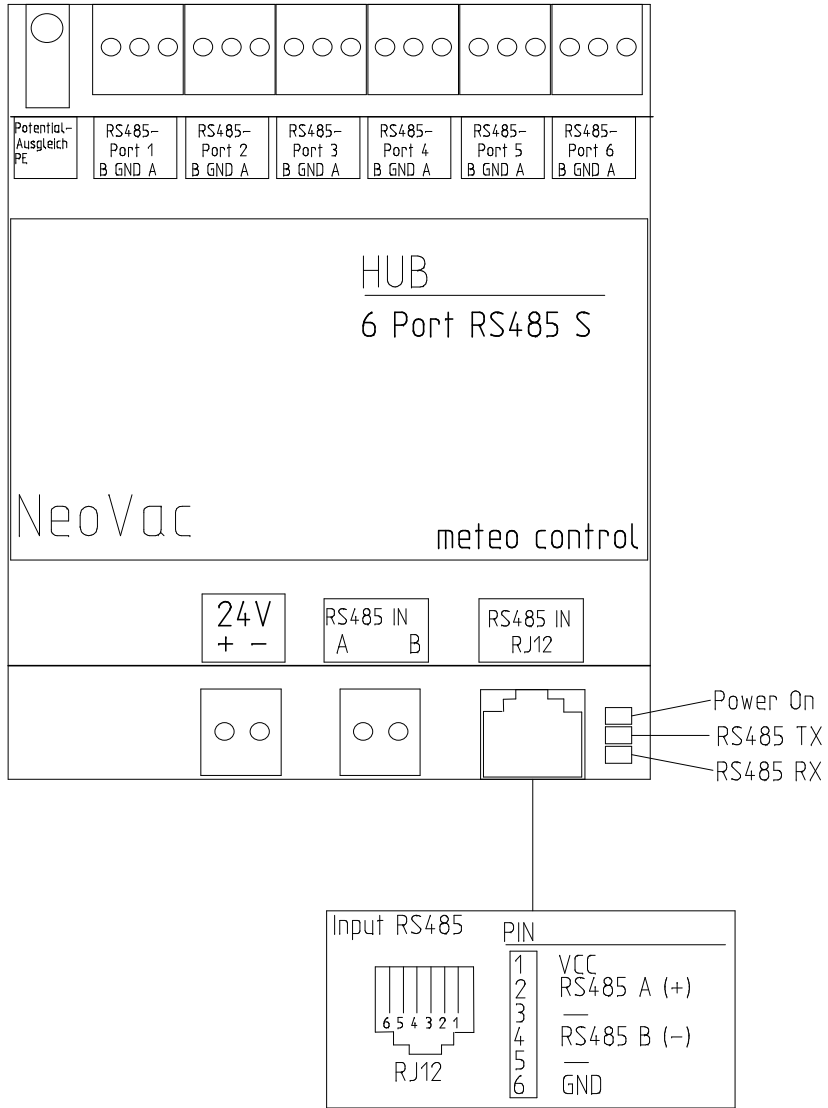 Potential-
Ausgleich
PE
RS485-
Port 1
B GND A
RS485-
Port 2
B GND A
RS485-
Port 3
B GND A
RS485-
Port 4
B GND A
RS485-
Port 5
B GND A
RS485-
Port 6
B GND A
HUB
6 Port RS485 S
NeoVac
meteo control
24V
+ -
RS485 IN
A B
RS485 IN
RJ12
Power On
RS485 TX
RS485 RX
Input RS485
6 5 4 3 2 1
RJ12
PIN
1 VCC
2 RS485 A (+)
3 —
4 RS485 B (-)
5 —
6 GND